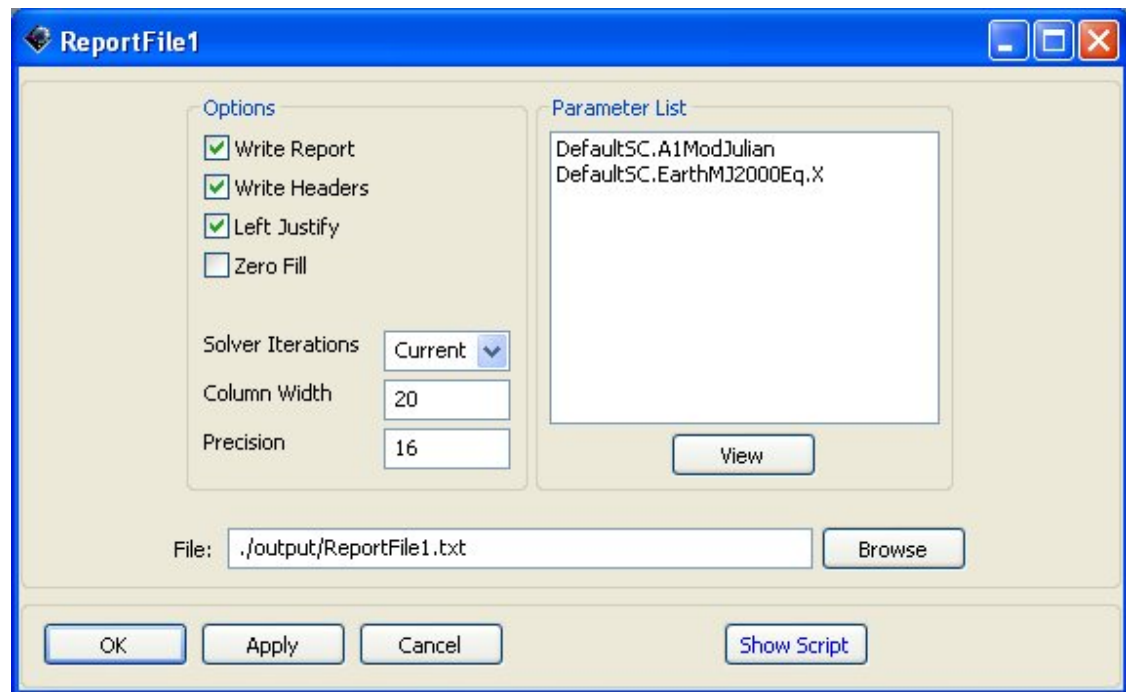 ReportFile1
Options
Write Report
Write Headers
Left Justify
Zero Fill
Solver Iterations
Current
Column Width
20
Precision
16
Parameter List
DefaultSC.A1ModJulian
DefaultSC.EarthMJ2000Eq.X
View
File:
./output/ReportFile1.txt
Browse
OK
Apply
Cancel
Show Script